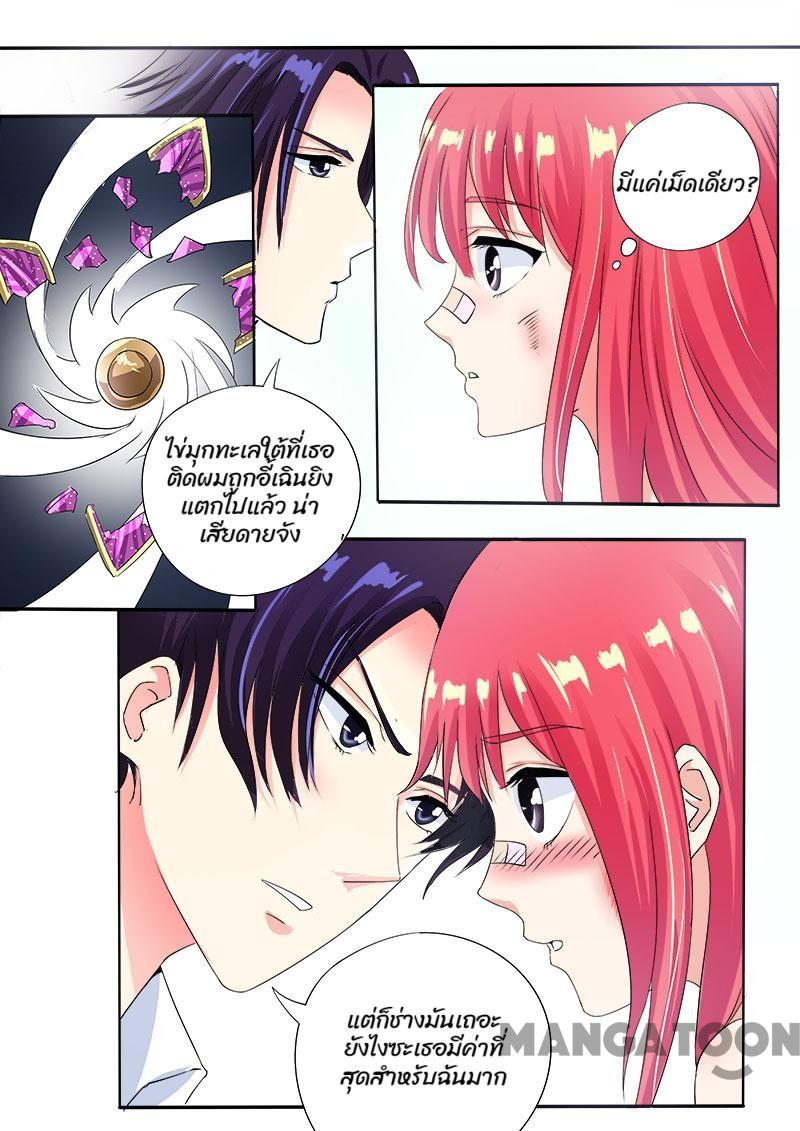 มีแค่เม็ดเดียว?
ไข่มุกทะเลใต้ที่เธอ
ติดผมถูกอี้เฉินยิง
แตกไปแล้ว น่า
เสียดายจัง
แต่ก็ช่างมันเถอะ
ยังไงซะเธอมีค่าที่
สุดสำหรับฉันมาก
MANGATOON